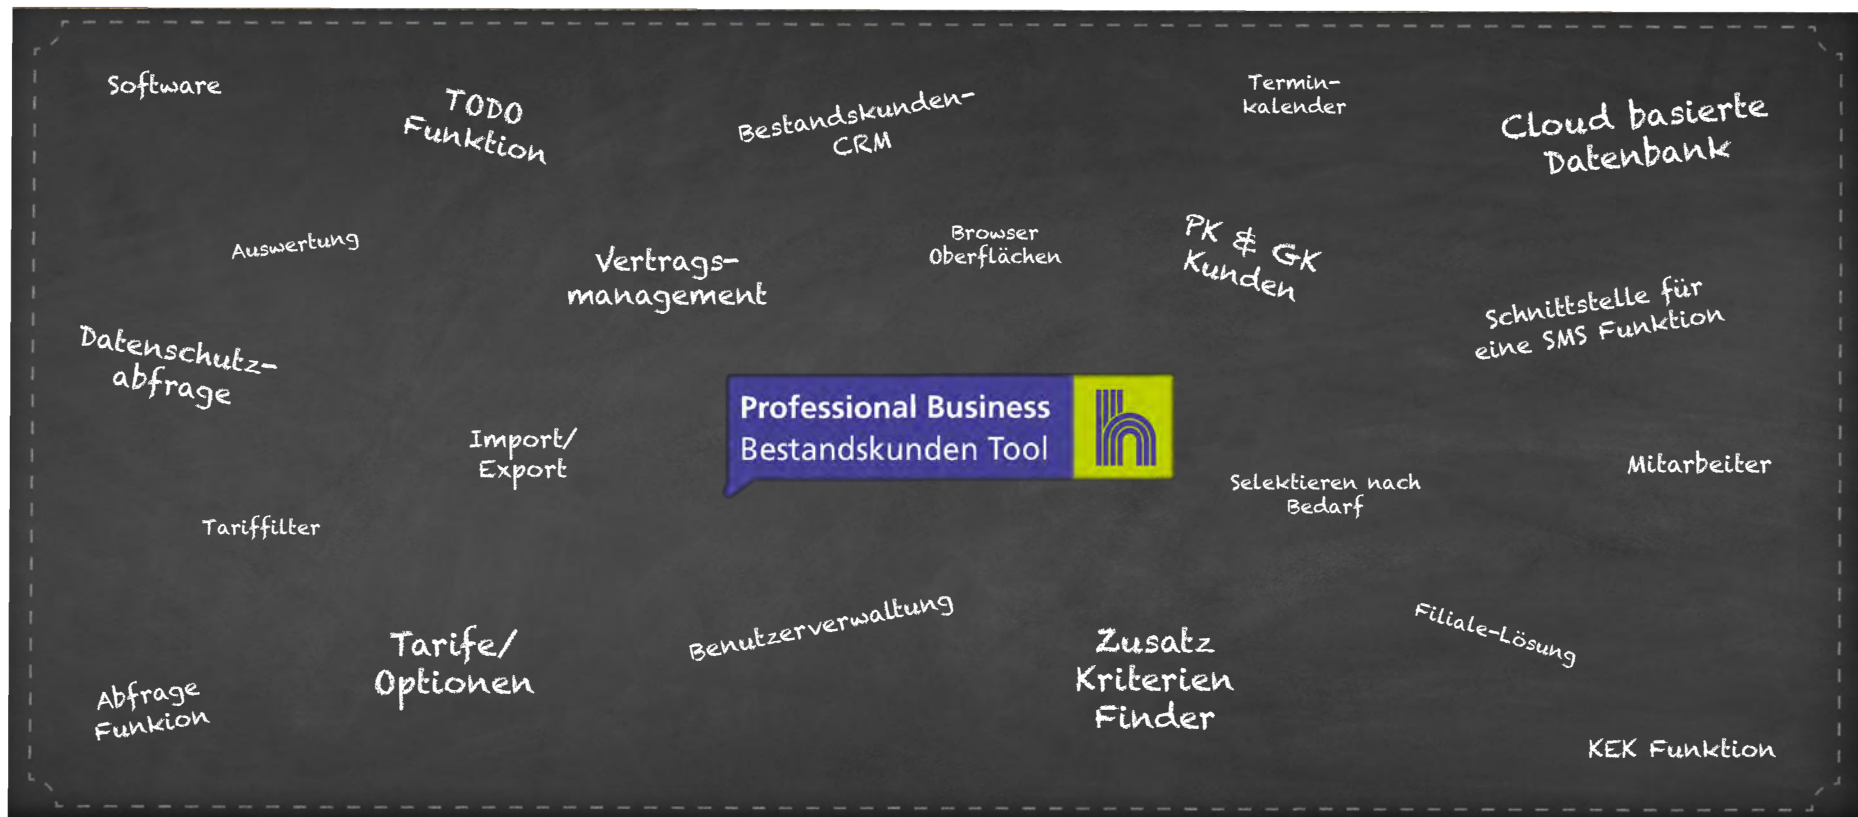 Software
TODO
Funktion
Bestandskunden-
CRM
Termin-
kalender
Cloud basierte
Datenbank
Auswertung
Vertrags-
management
Browser
Oberflächen
PK & GK
Kunden
Schnittstelle für
eine SMS Funktion
Datenschutz-
abfrage
Import/
Export
Professional Business
Bestandskunden Tool
Selektieren nach
Bedarf
Mitarbeiter
Tariffilter
Tarife/
Optionen
Benutzerverwaltung
Zusatz
Kriterien
Finder
Filiale-Lösung
Abfrage
Funkion
KEK Funktion